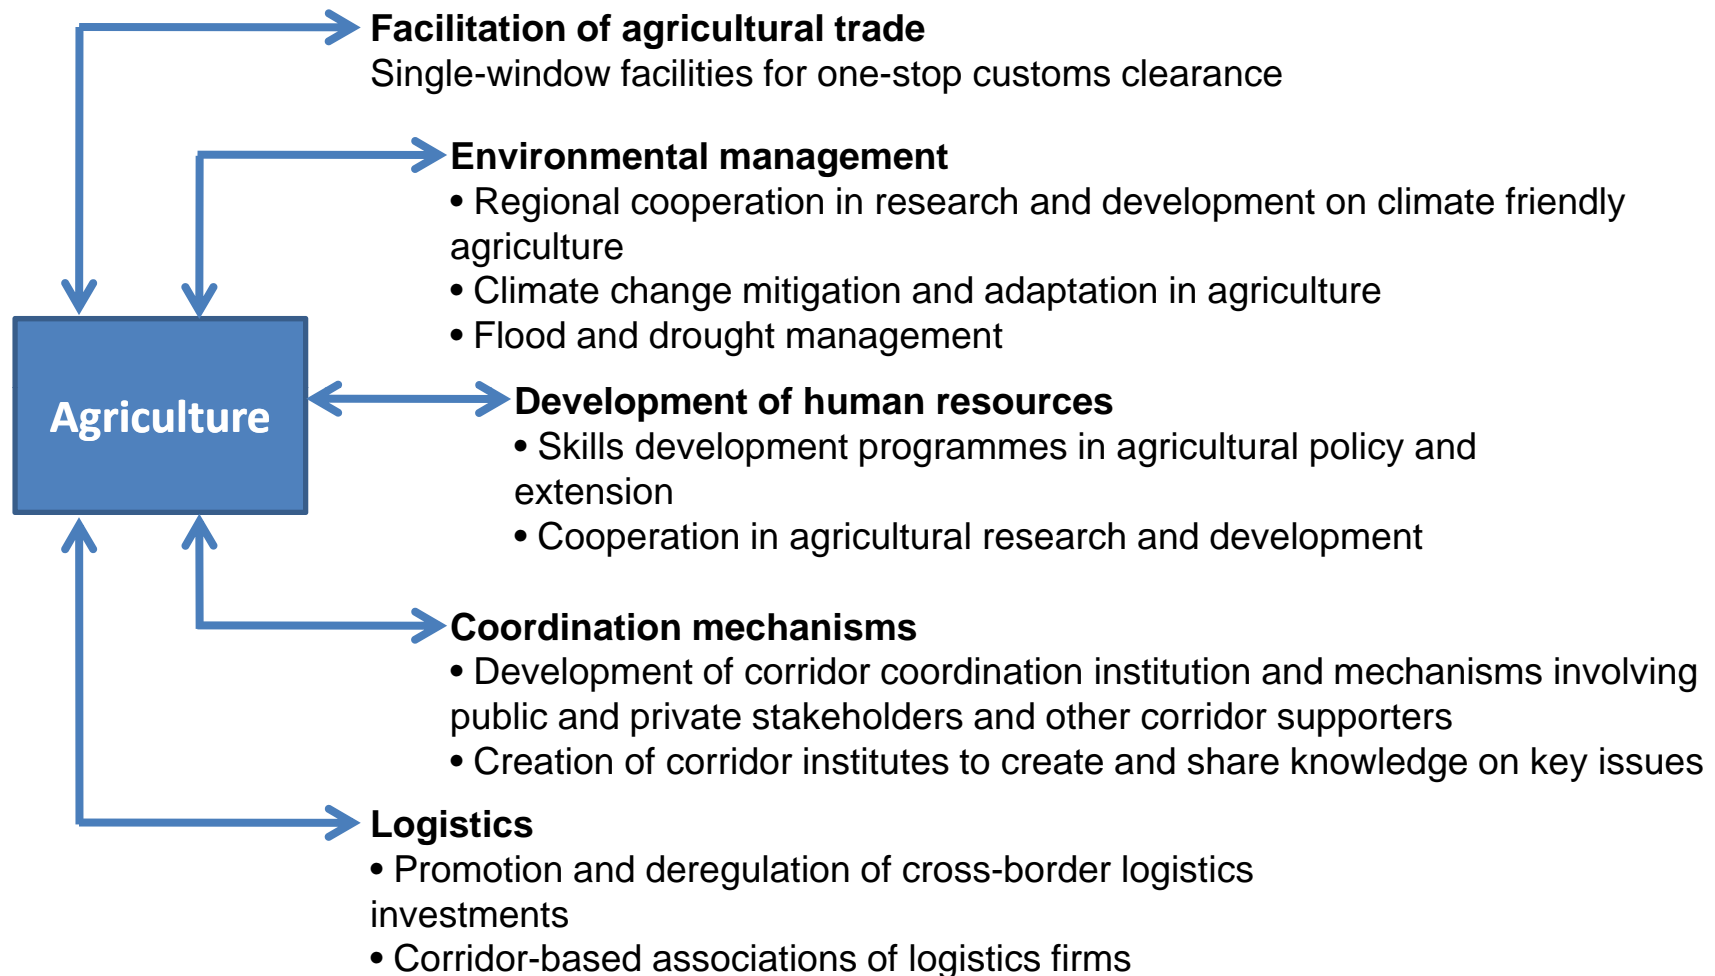 Facilitation of agricultural trade
Single-window facilities for one-stop customs clearance
Environmental management
• Regional cooperation in research and development on climate friendly
agriculture
• Climate change mitigation and adaptation in agriculture
• Flood and drought management
Agriculture
Development of human resources
• Skills development programmes in agricultural policy and
extension
• Cooperation in agricultural research and development
Coordination mechanisms
• Development of corridor coordination institution and mechanisms involving
public and private stakeholders and other corridor supporters
• Creation of corridor institutes to create and share knowledge on key issues
Logistics
• Promotion and deregulation of cross-border logistics
investments
• Corridor-based associations of logistics firms